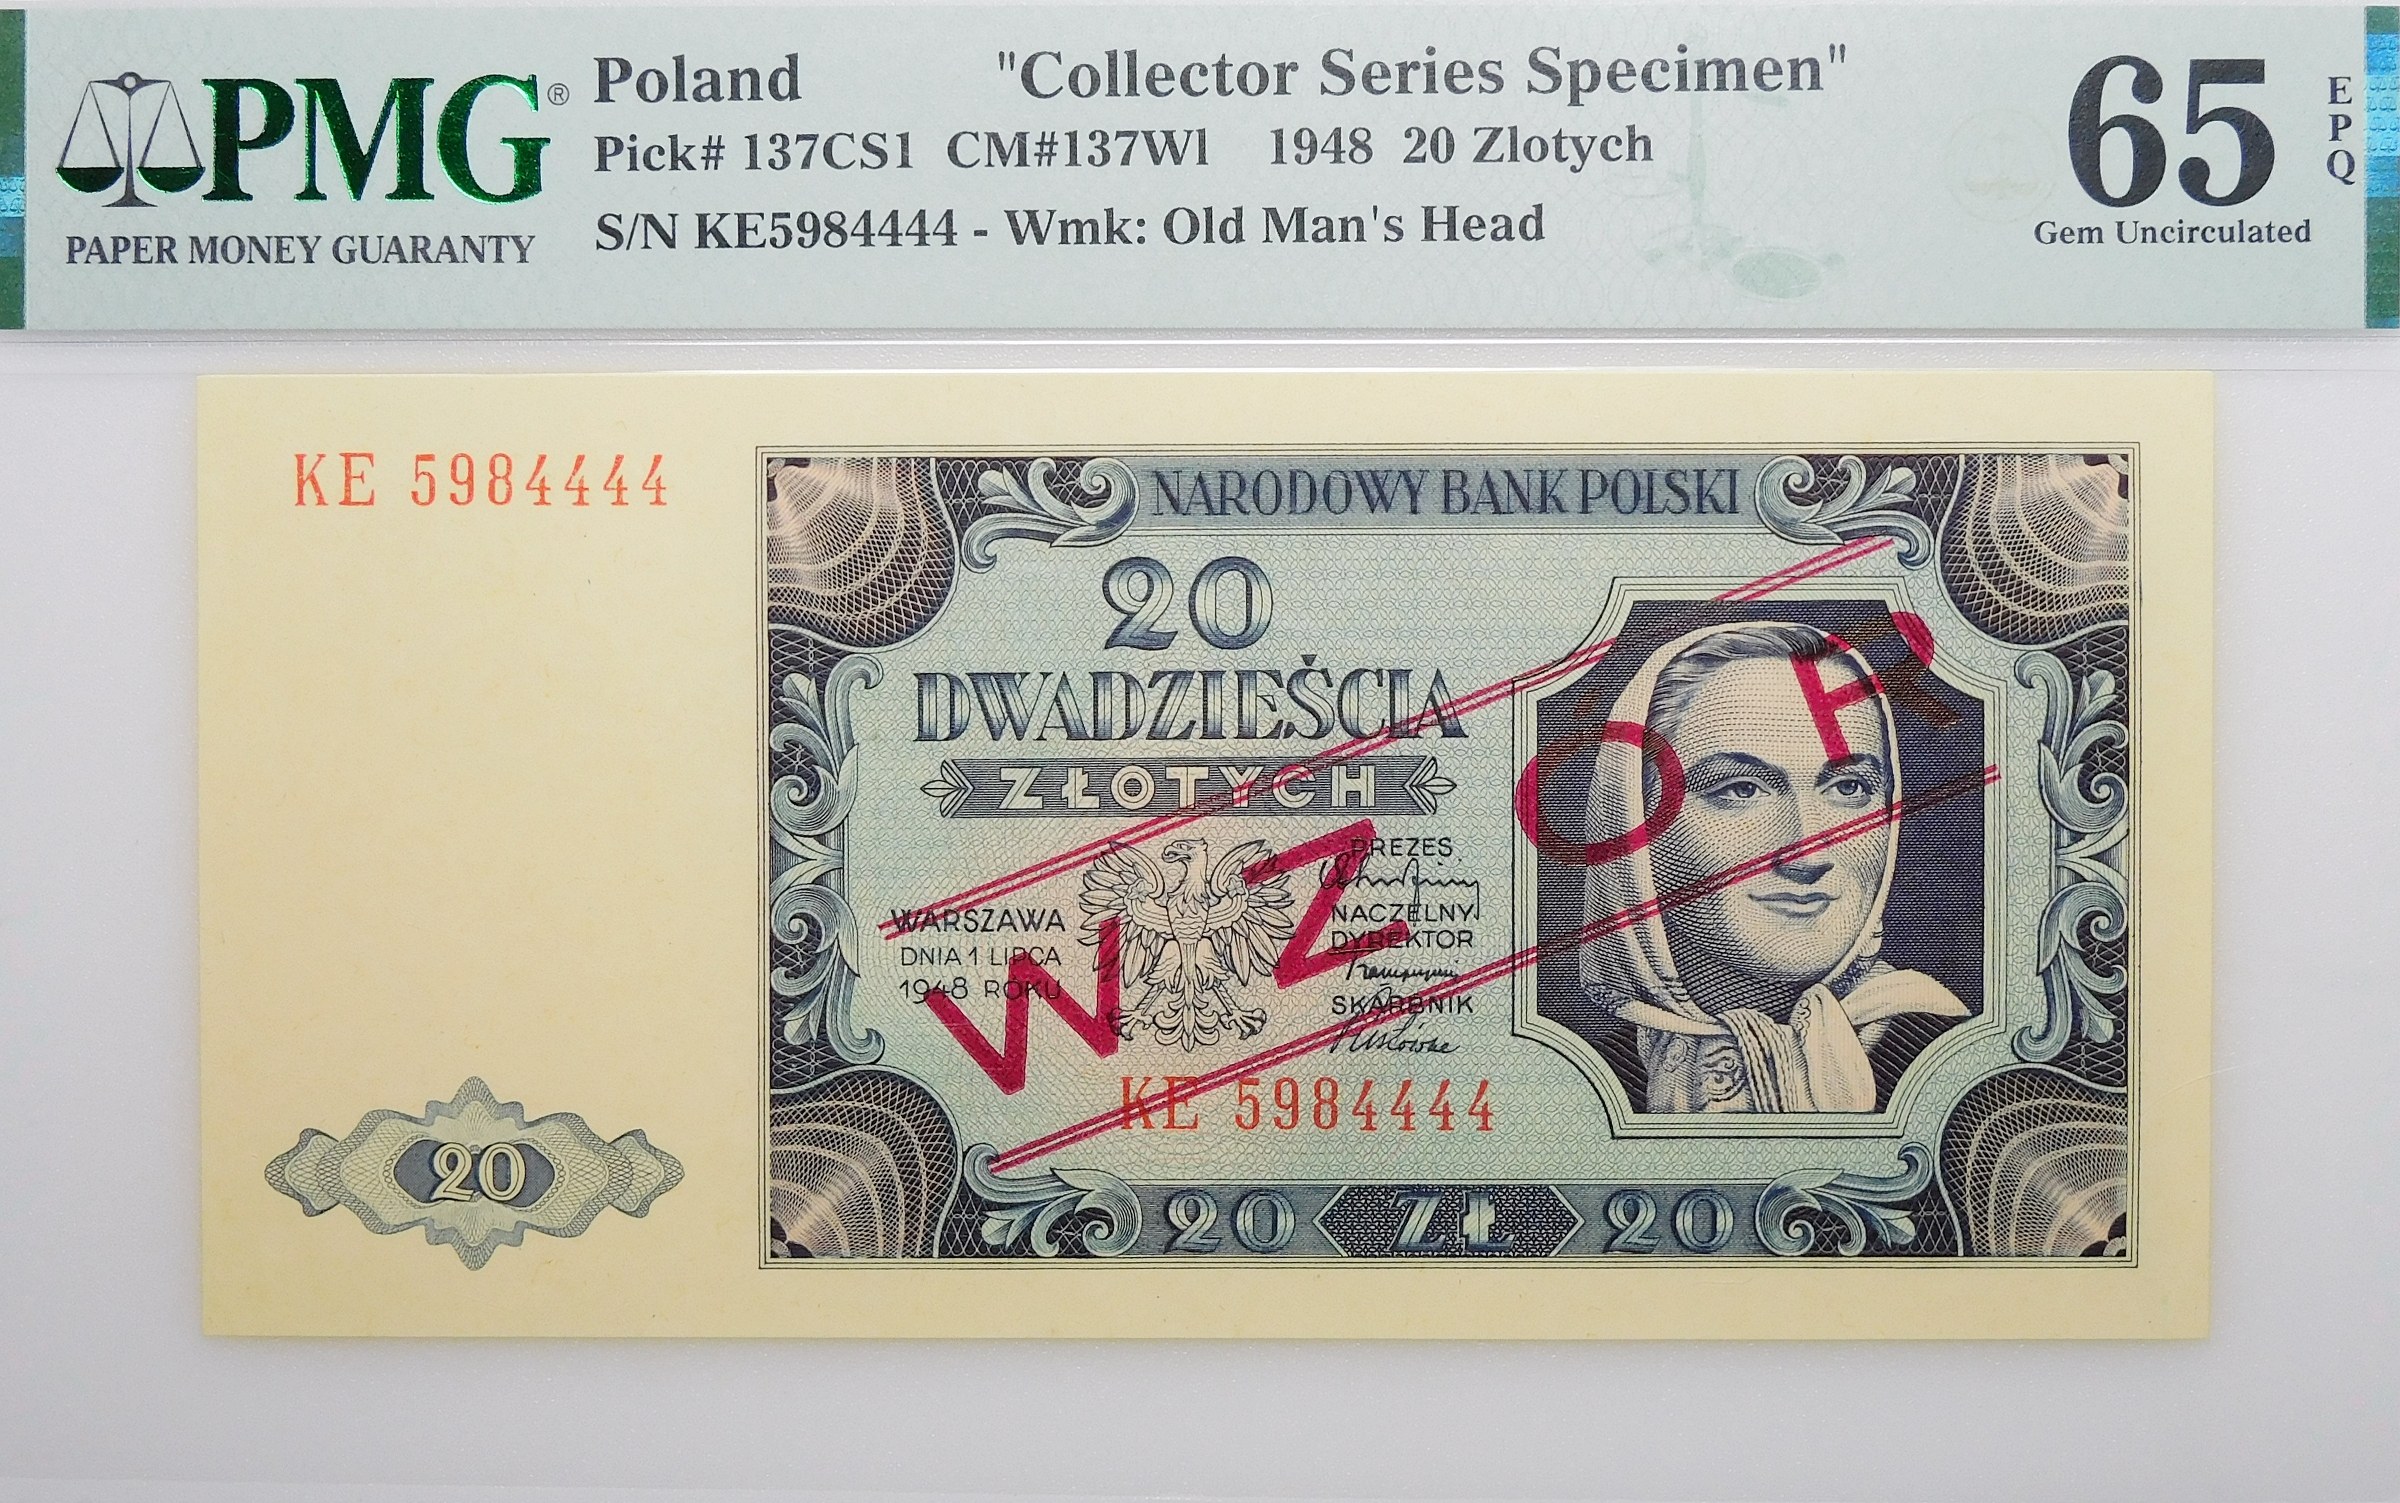 PMG®
PAPER MONEY GUARANTY
Poland "Collector Series Specimen"
Pick# 137CS1 CM#137Wl 1948 20 Zlotych
S/N KE5984444 - Wmk: Old Man's Head
65
EPQ
Gem Uncirculated
KE 5984444
NARODOWY BANK POLSKI
20
DWADZIEŚCIA
ZŁOTYCH
WARSZAWA
DNIA 1 LIPCA
1948 ROKU
PREZES
NACZELNY
DYREKTOR
SKARBNIK
WZÓR
KE 5984444
20
20 ZŁ 20